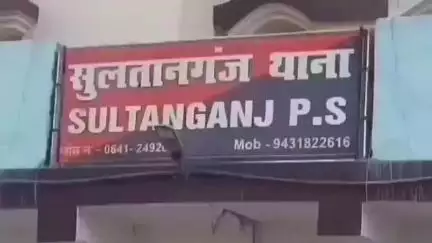 सुलतानगंज थाना
SULTANGANJ P.S
Mob - 9431822616